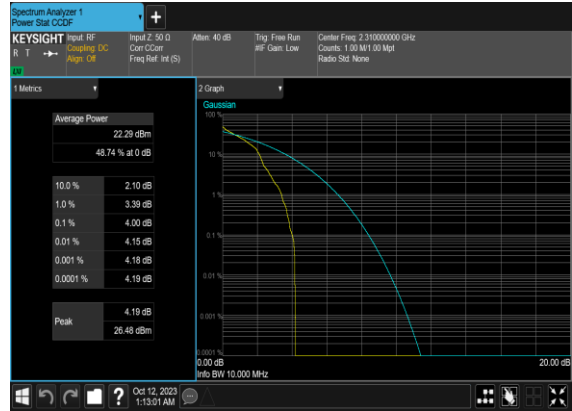 Spectrum Analyzer 1
Power Stat CCDF
KEYSIGHT
R T
LXI
Input: RF
Coupling: DC
Align: Off
Input Z: 50 Ω
Corr CCorr
Freq Ref: Int (S)
Atten: 40 dB
Trig: Free Run
#IF Gain: Low
Center Freq: 2.310000000 GHz
Counts: 1.00 M/1.00 Mpt
Radio Std: None
1 Metrics
Average Power
22.29 dBm
48.74 % at 0 dB
10.0 % 2.10 dB
1.0 % 3.39 dB
0.1 % 4.00 dB
0.01 % 4.15 dB
0.001 % 4.18 dB
0.0001 % 4.19 dB
Peak
4.19 dB
26.48 dBm
2 Graph
Gaussian
100 %
10 %
1 %
0.1 %
0.01 %
0.001 %
0.0001 %
0.00 dB 20.00 dB
Info BW 10.000 MHz
? Oct 12, 2023
1:13:01 AM